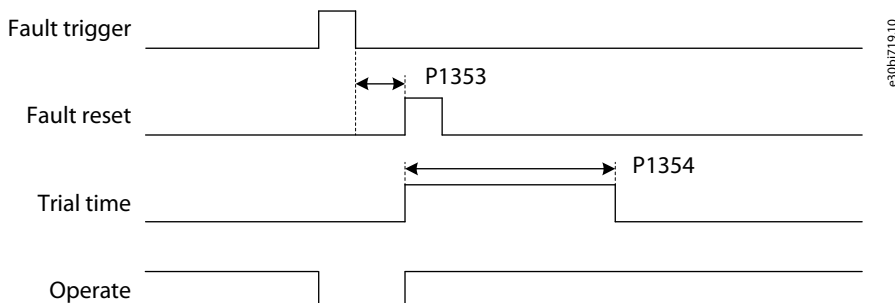 Fault trigger
P1353
Fault reset
P1354
Trial time
Operate
e30bj719.10